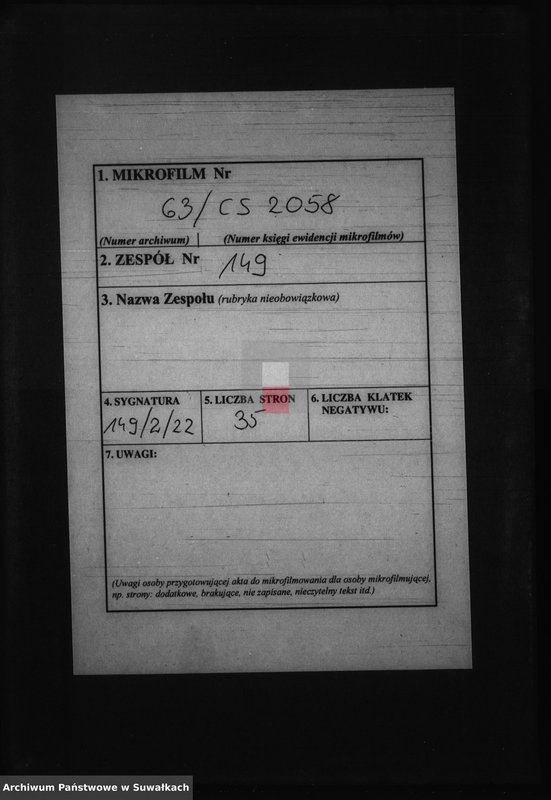 1. MIKROFILM Nr
63/CS 2058
(Numer archiwum) (Numer księgi ewidencji mikrofilmów)
2. ZESPÓŁ Nr 149
3. Nazwa Zespołu (rubryka nieobowiązkowa)
4. SYGNATURA
149/2/22
5. LICZBA STRON
35
6. LICZBA KLATEK
NEGATYWU:
7. UWAGI:
(Uwagi osoby przygotowującej akta do mikrofilmowania dla osoby mikrofilmującej,
np. strony: dodatkowe, brakujące, nie zapisane, nieczytelny tekst itd.)
Archiwum Państwowe w Suwałkach